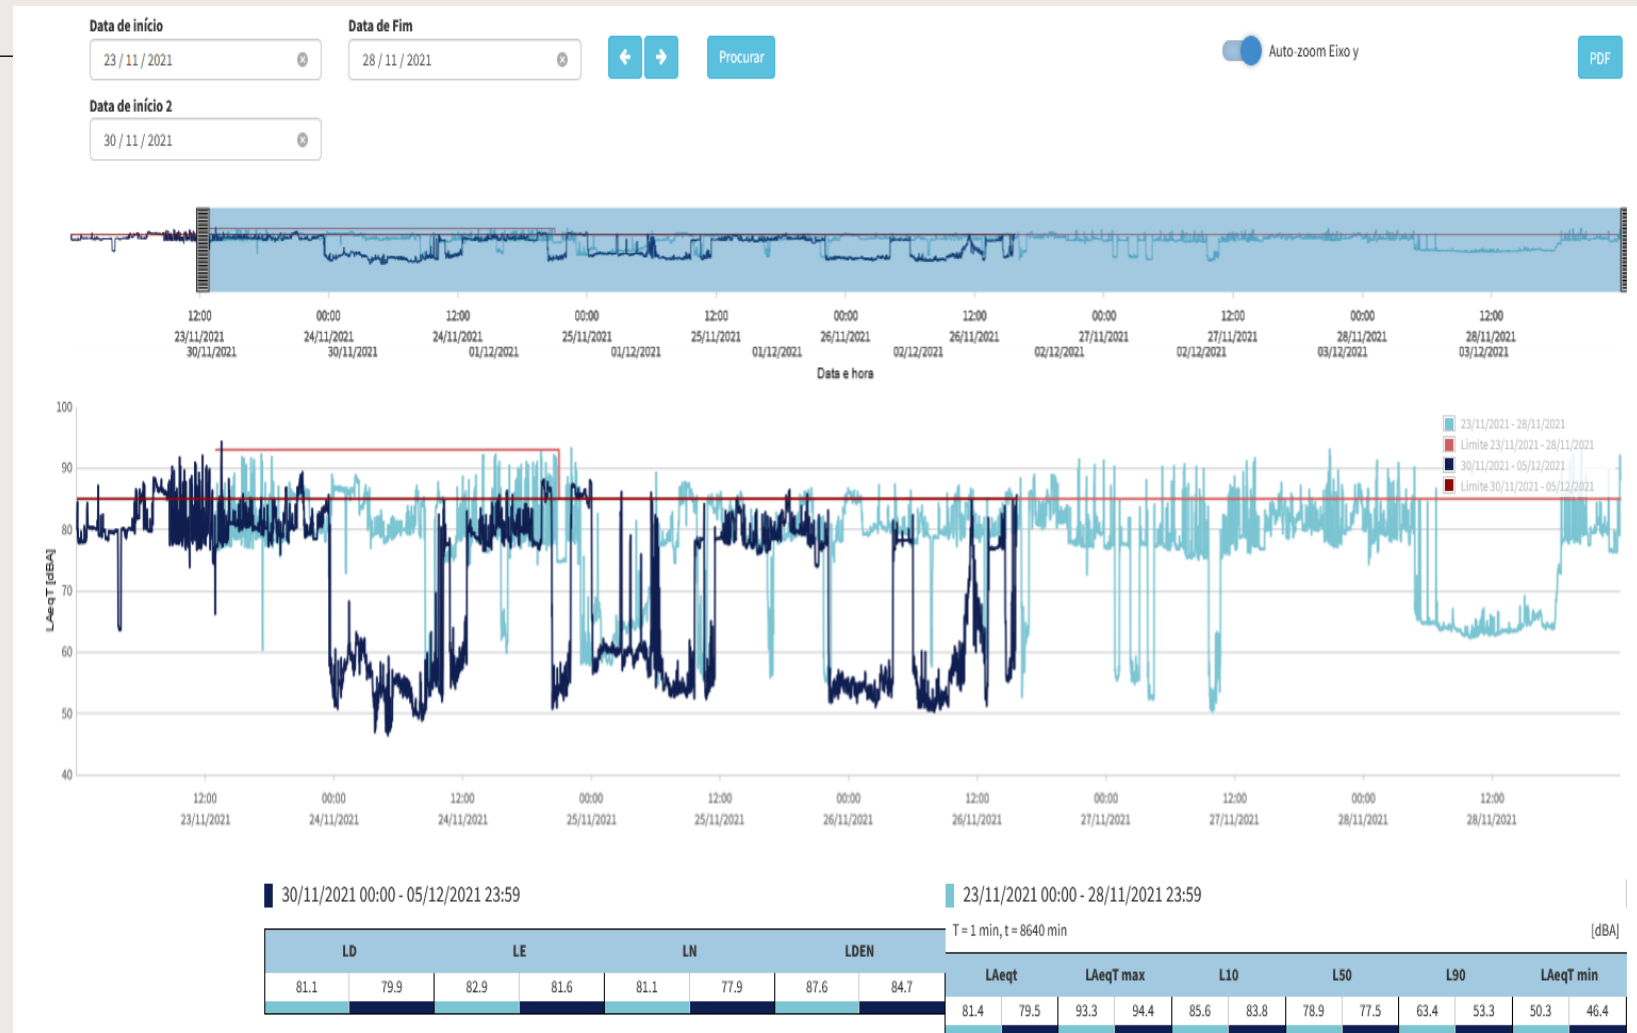 Data de início
Data de Fim
23 / 11 / 2021
28 / 11 / 2021
Procurar
Auto-zoom Eixo y
PDF
Data de início 2
30 / 11 / 2021
12:00 00:00 12:00 00:00 12:00 00:00 12:00 00:00 12:00 00:00 12:00
23/11/2021 24/11/2021 24/11/2021 25/11/2021 25/11/2021 26/11/2021 26/11/2021 27/11/2021 27/11/2021 28/11/2021 28/11/2021
30/11/2021 30/11/2021 01/12/2021 01/12/2021 01/12/2021 02/12/2021 02/12/2021 02/12/2021 03/12/2021 03/12/2021
Data e hora
100
90
80
70
60
50
40
LAeqT [dBA]
23/11/2021 - 28/11/2021
Limite 23/11/2021 - 28/11/2021
30/11/2021 - 05/12/2021
Limite 30/11/2021 - 05/12/2021
12:00 00:00 12:00 00:00 12:00 00:00 12:00 00:00 12:00 00:00 12:00
23/11/2021 24/11/2021 24/11/2021 25/11/2021 25/11/2021 26/11/2021 26/11/2021 27/11/2021 27/11/2021 28/11/2021 28/11/2021
30/11/2021 00:00 - 05/12/2021 23:59
LD LE LN LDEN
81.1 79.9 82.9 81.6 81.1 77.9 87.6 84.7
23/11/2021 00:00 - 28/11/2021 23:59
T = 1 min, t = 8640 min [dBA]
LAeqt LAeqT max L10 L50 L90 LAeqT min
81.4 79.5 93.3 94.4 85.6 83.8 78.9 77.5 63.4 53.3 50.3 46.4